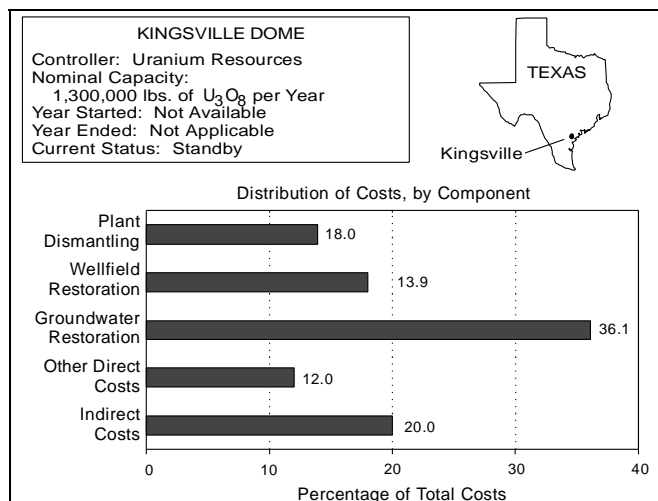 KINGSVILLE DOME
Controller: Uranium Resources
Nominal Capacity:
1,300,000 lbs. of U3O8 per Year
Year Started: Not Available
Year Ended: Not Applicable
Current Status: Standby
TEXAS
Kingsville
Distribution of Costs, by Component
Plant
Dismantling
18.0
Wellfield
Restoration
13.9
Groundwater
Restoration
36.1
Other Direct
Costs
12.0
Indirect
Costs
20.0
0 10 20 30 40
Percentage of Total Costs